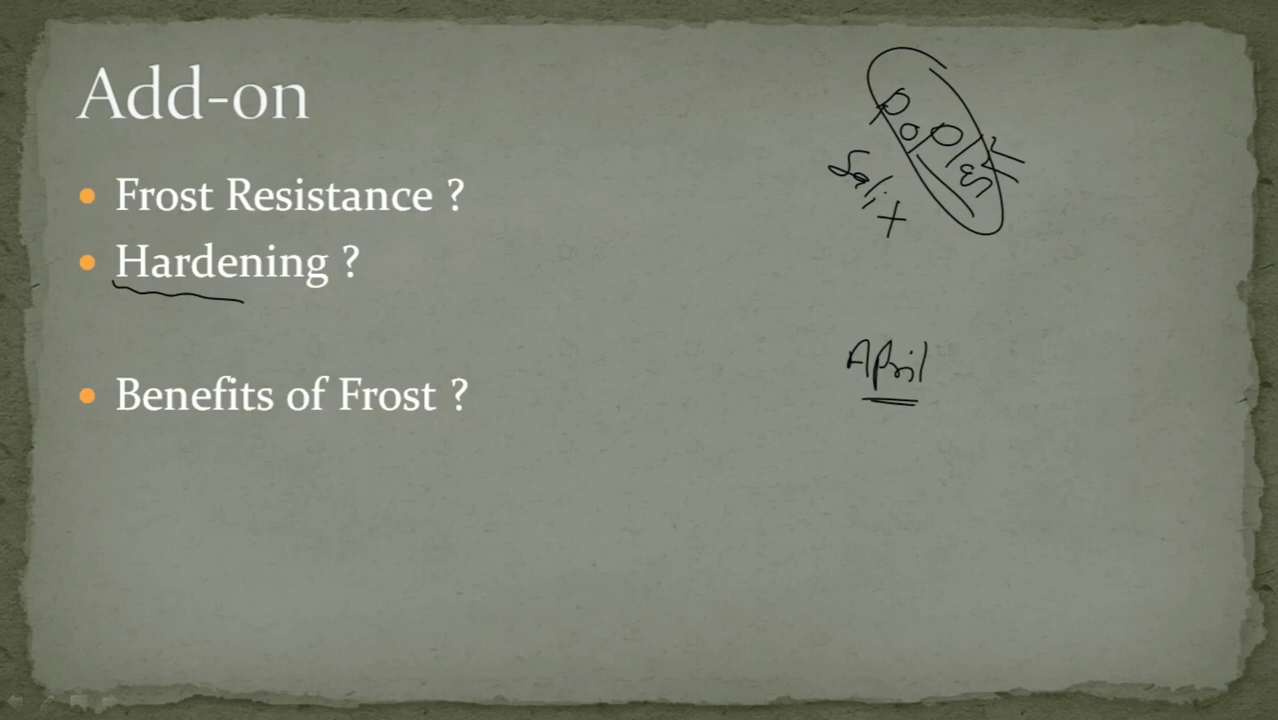 Add-on
Frost Resistance ?
Hardening ?
Benefits of Frost ?
Poplar
Salix
April